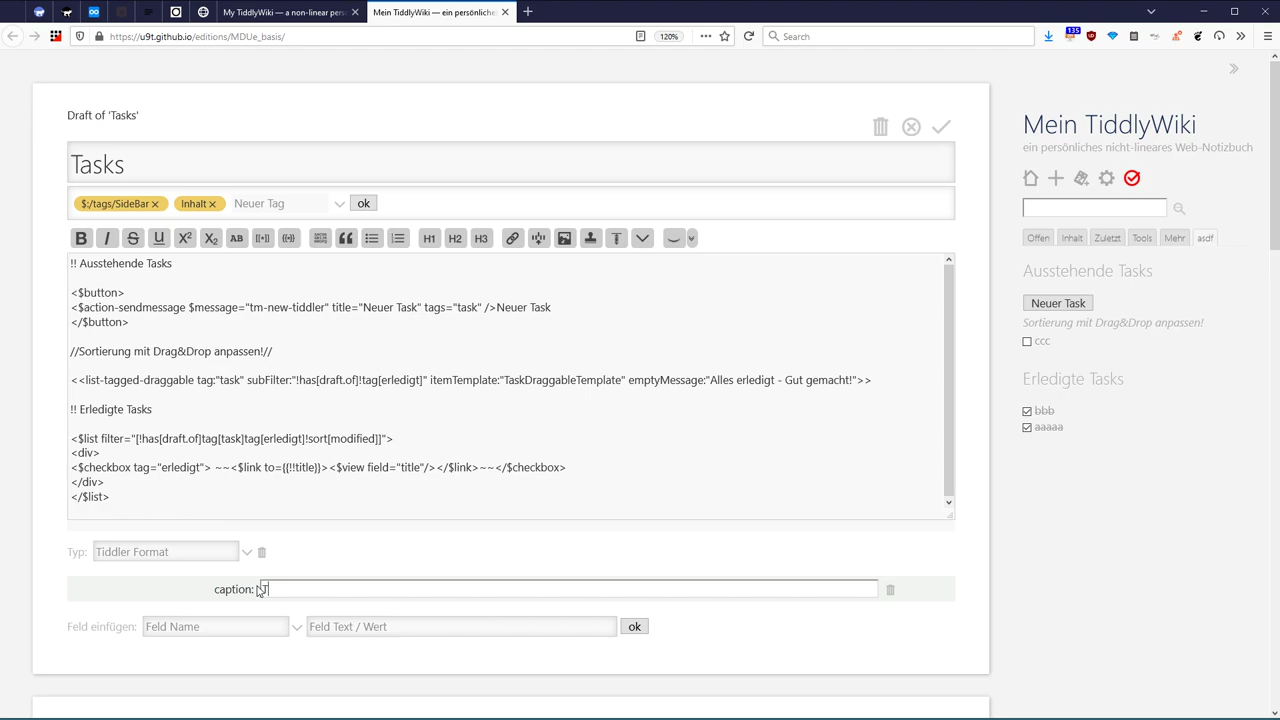 My TiddlyWiki — a non-linear pers
Mein TiddlyWiki — ein persönliche
https://u9t.github.io/editions/MDUe_basis/
120%
Search
135
Draft of 'Tasks'
Tasks
$:/tags/SideBar
Inhalt
Neuer Tag
ok
B I S U X2 X2 AB
H1 H2 H3
!! Ausstehende Tasks
<$button>
<$action-sendmessage $message="tm-new-tiddler" title="Neuer Task" tags="task" />Neuer Task
</$button>
//Sortierung mit Drag&Drop anpassen!//
<<list-tagged-draggable tag:"task" subFilter:"!has[draft.of]!tag[erledigt]" itemTemplate:"TaskDraggableTemplate" emptyMessage:"Alles erledigt - Gut gemacht!">>
!! Erledigte Tasks
<$list filter="[!has[draft.of]tag[task]tag[erledigt]!sort[modified]]">
<div>
<$checkbox tag="erledigt"> ~~<$link to={{!!title}}><$view field="title"/></$link>~~</$checkbox>
</div>
</$list>
Typ:
Tiddler Format
caption:
T
Feld einfügen:
Feld Name
Feld Text / Wert
ok
Mein TiddlyWiki
ein persönliches nicht-lineares Web-Notizbuch
Offen
Inhalt
Zuletzt
Tools
Mehr
asdf
Ausstehende Tasks
Neuer Task
Sortierung mit Drag&Drop anpassen!
ccc
Erledigte Tasks
bbb
aaaaa